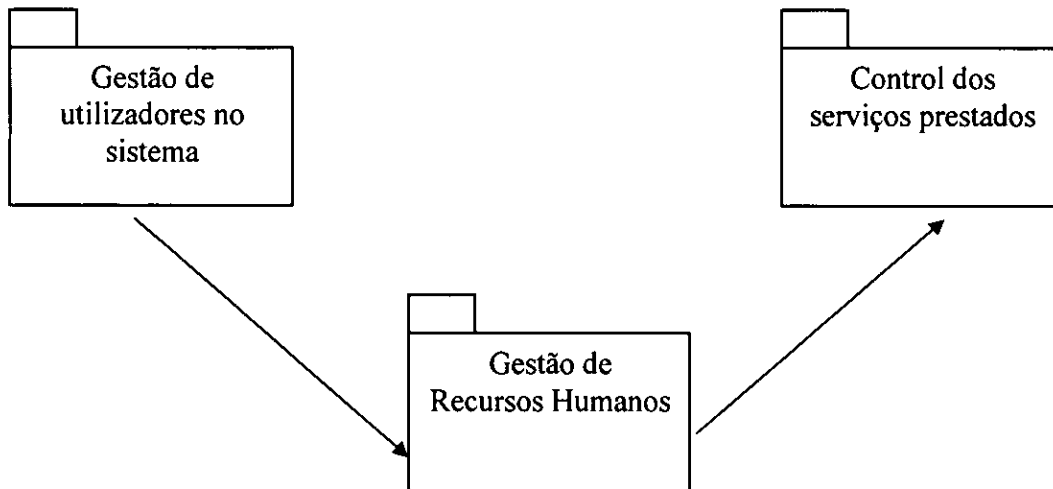 Gestão de
utilizadores no
sistema
Control dos
serviços prestados
Gestão de
Recursos Humanos